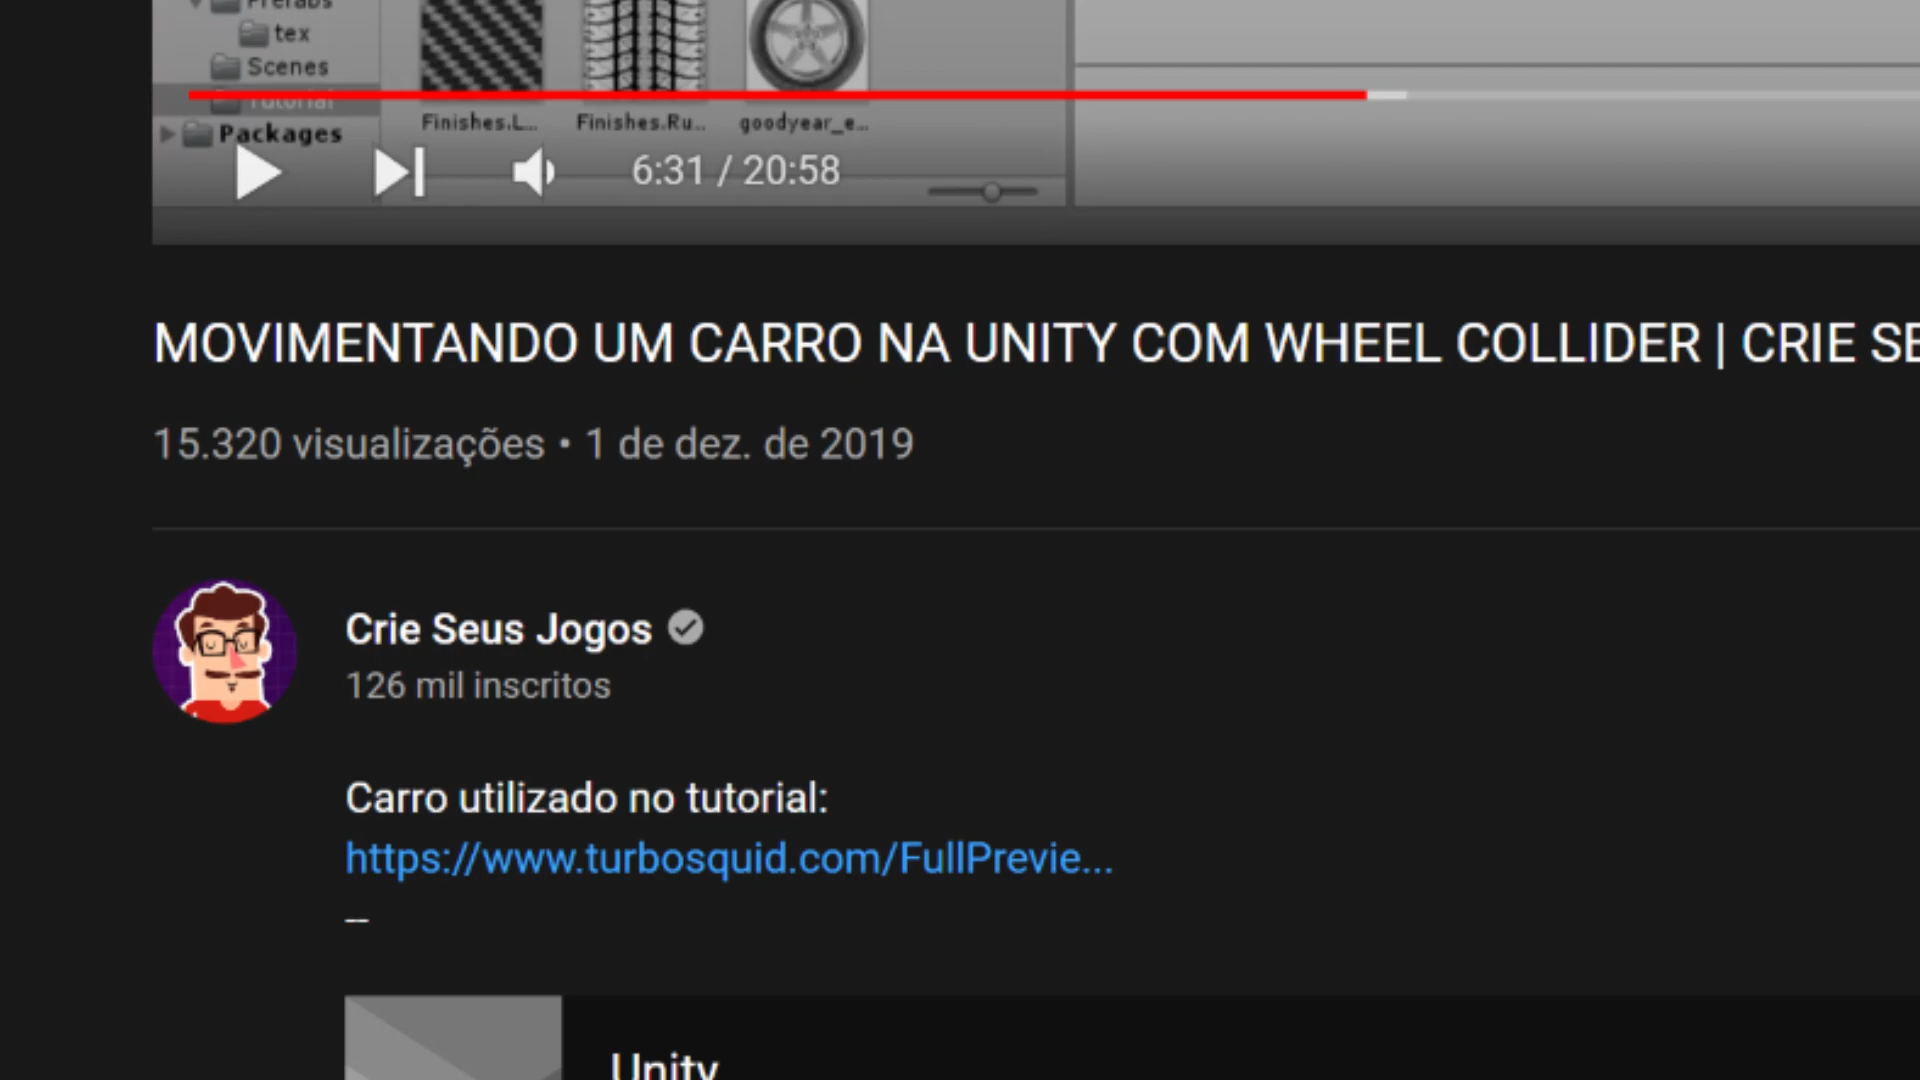 Prefabs
tex
Scenes
Tutorial
Packages
Finishes.L...
Finishes.Ru...
goodyear_e...
6:31 / 20:58
MOVIMENTANDO UM CARRO NA UNITY COM WHEEL COLLIDER | CRIE SE
15.320 visualizações • 1 de dez. de 2019
Crie Seus Jogos
126 mil inscritos
Carro utilizado no tutorial:
https://www.turbosquid.com/FullPrevie...
--
Unity